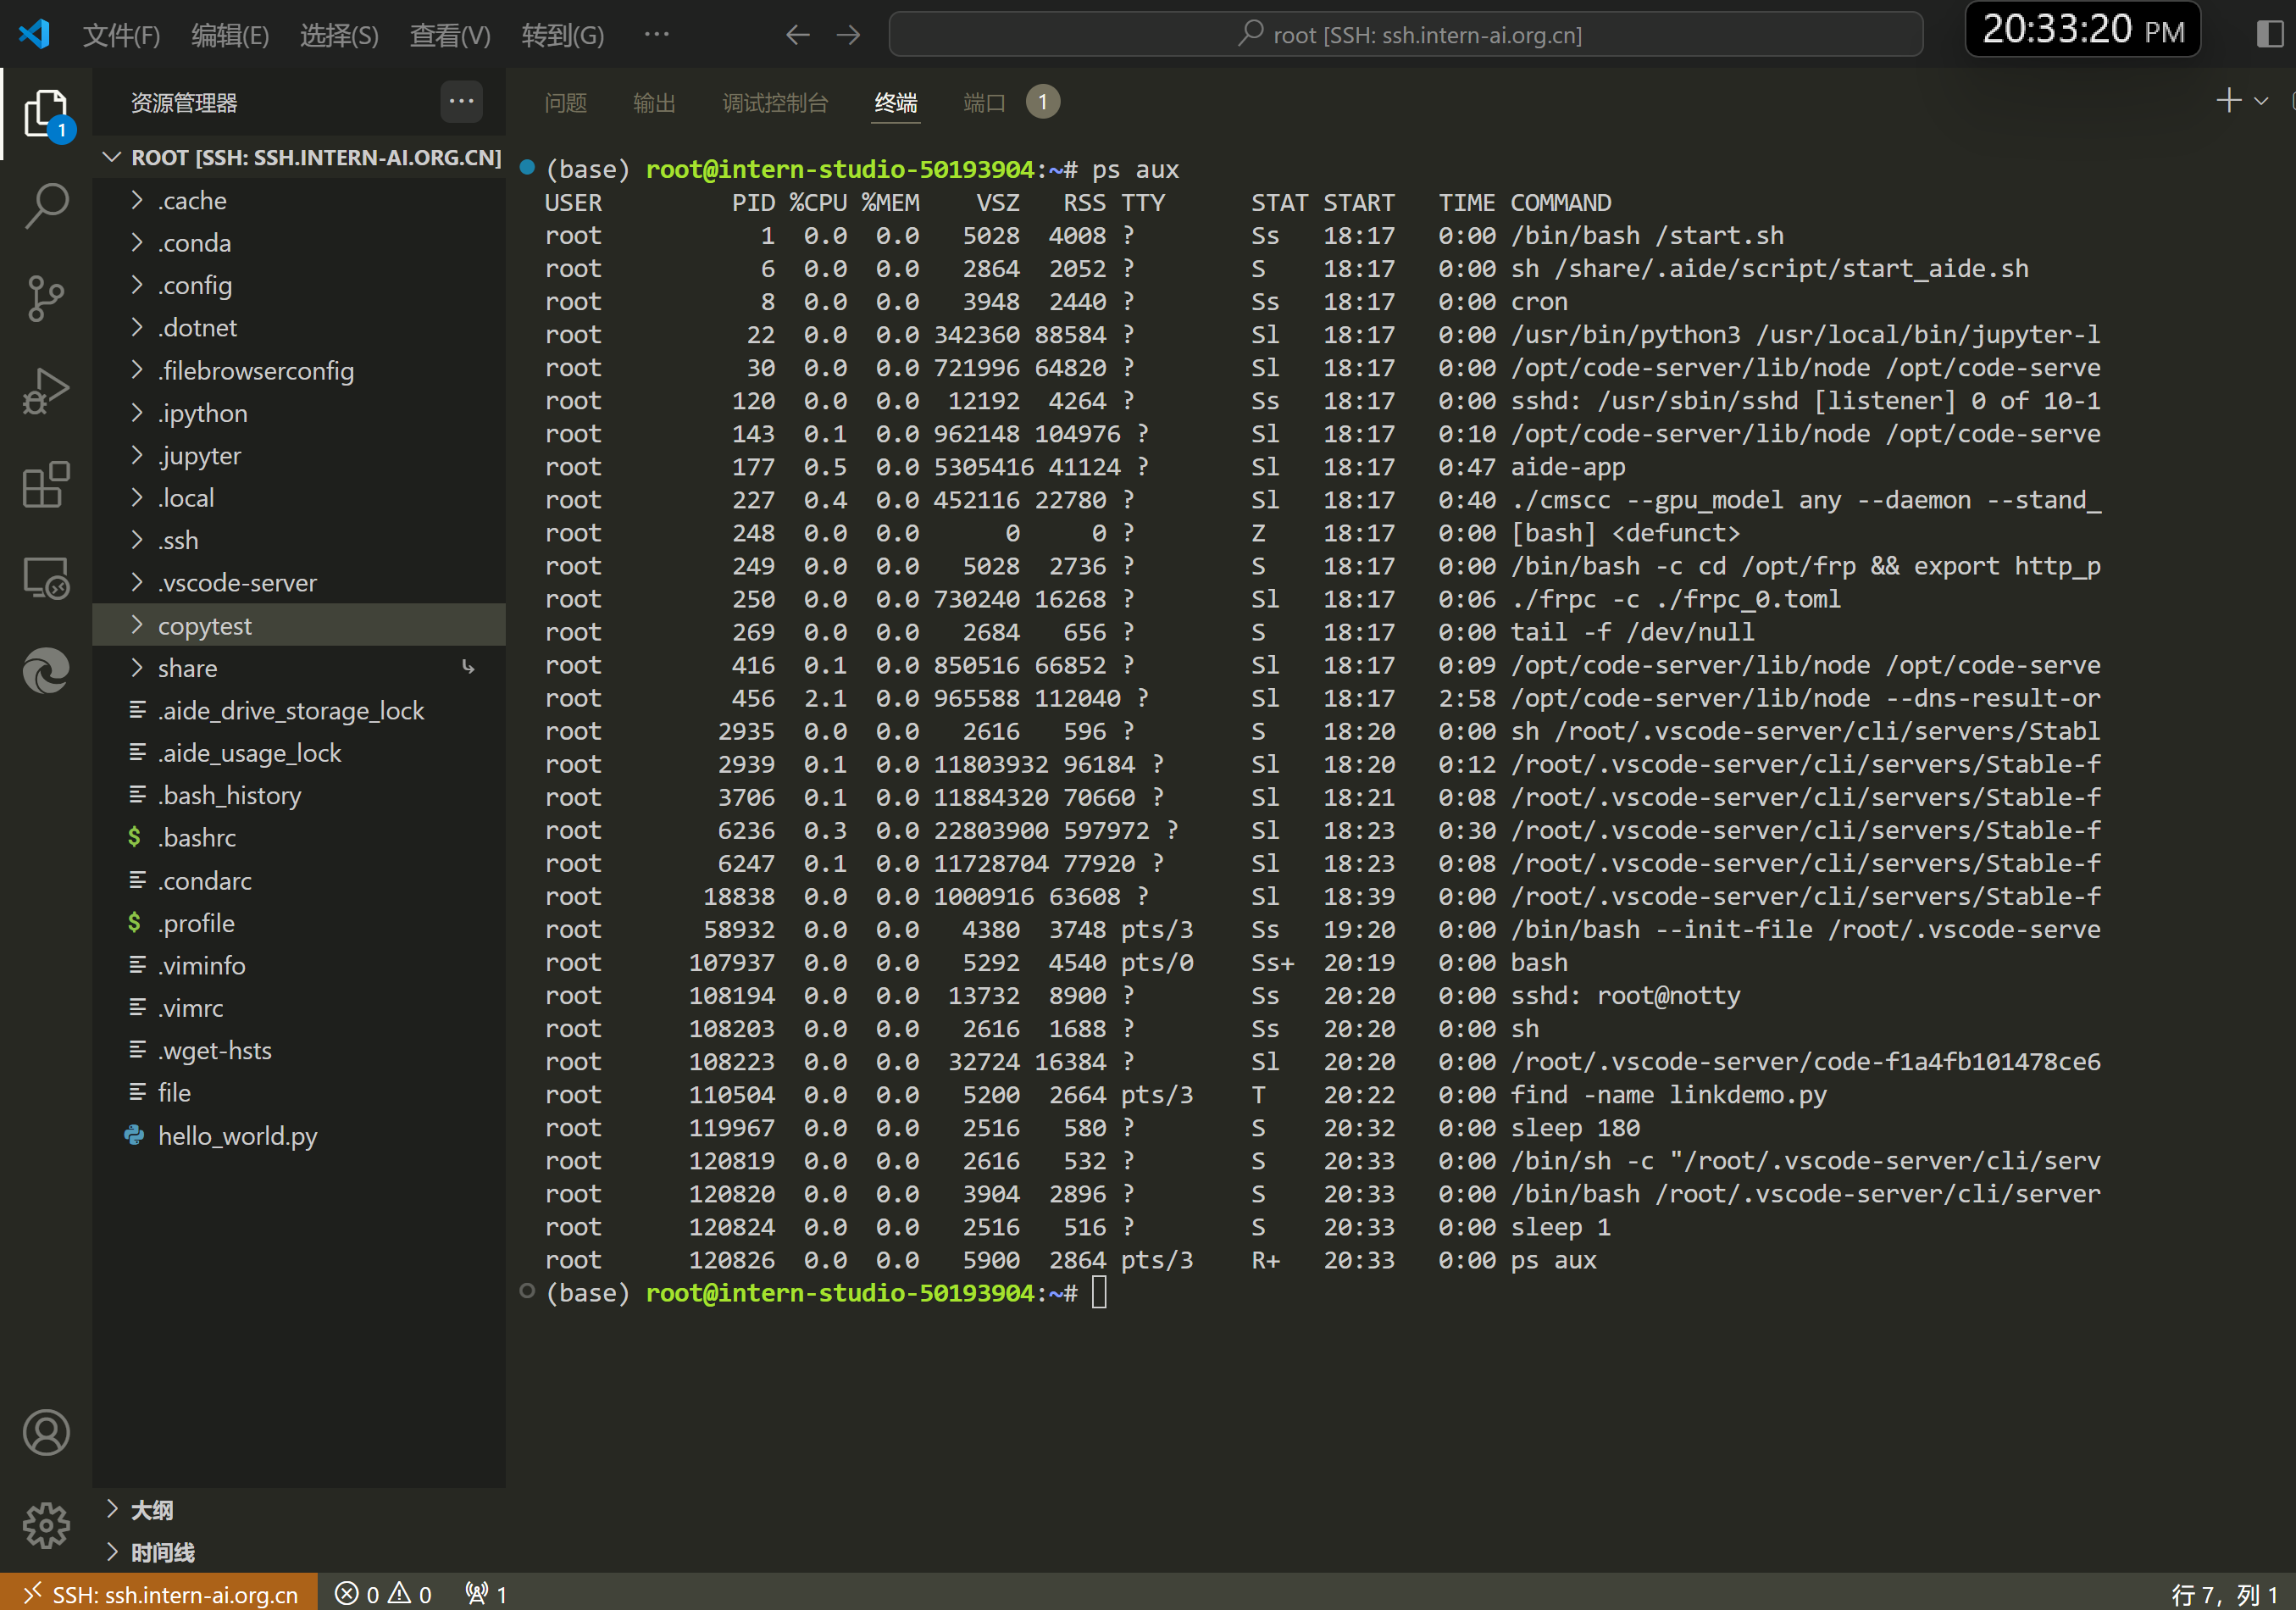 文件(F) 编辑(E) 选择(S) 查看(V) 转到(G) ··· root [SSH: ssh.intern-ai.org.cn] 20:33:20 PM
资源管理器 ···
1
ROOT [SSH: SSH.INTERN-AI.ORG.CN]
.cache
.conda
.config
.dotnet
.filebrowserconfig
.ipython
.jupyter
.local
.ssh
.vscode-server
copytest
share
.aide_drive_storage_lock
.aide_usage_lock
.bash_history
$ .bashrc
.condarc
$ .profile
.viminfo
.vimrc
.wget-hsts
file
hello_world.py
大纲
时间线
问题 输出 调试控制台 终端 端口 1
(base) root@intern-studio-50193904:~# ps aux
USER PID %CPU %MEM VSZ RSS TTY STAT START TIME COMMAND
root 1 0.0 0.0 5028 4008 ? Ss 18:17 0:00 /bin/bash /start.sh
root 6 0.0 0.0 2864 2052 ? S 18:17 0:00 sh /share/.aide/script/start_aide.sh
root 8 0.0 0.0 3948 2440 ? Ss 18:17 0:00 cron
root 22 0.0 0.0 342360 88584 ? Sl 18:17 0:00 /usr/bin/python3 /usr/local/bin/jupyter-l
root 30 0.0 0.0 721996 64820 ? Sl 18:17 0:00 /opt/code-server/lib/node /opt/code-serve
root 120 0.0 0.0 12192 4264 ? Ss 18:17 0:00 sshd: /usr/sbin/sshd [listener] 0 of 10-1
root 143 0.1 0.0 962148 104976 ? Sl 18:17 0:10 /opt/code-server/lib/node /opt/code-serve
root 177 0.5 0.0 5305416 41124 ? Sl 18:17 0:47 aide-app
root 227 0.4 0.0 452116 22780 ? Sl 18:17 0:40 ./cmscc --gpu_model any --daemon --stand_
root 248 0.0 0.0 0 0 ? Z 18:17 0:00 [bash] <defunct>
root 249 0.0 0.0 5028 2736 ? S 18:17 0:00 /bin/bash -c cd /opt/frp && export http_p
root 250 0.0 0.0 730240 16268 ? Sl 18:17 0:06 ./frpc -c ./frpc_0.toml
root 269 0.0 0.0 2684 656 ? S 18:17 0:00 tail -f /dev/null
root 416 0.1 0.0 850516 66852 ? Sl 18:17 0:09 /opt/code-server/lib/node /opt/code-serve
root 456 2.1 0.0 965588 112040 ? Sl 18:17 2:58 /opt/code-server/lib/node --dns-result-or
root 2935 0.0 0.0 2616 596 ? S 18:20 0:00 sh /root/.vscode-server/cli/servers/Stabl
root 2939 0.1 0.0 11803932 96184 ? Sl 18:20 0:12 /root/.vscode-server/cli/servers/Stable-f
root 3706 0.1 0.0 11884320 70660 ? Sl 18:21 0:08 /root/.vscode-server/cli/servers/Stable-f
root 6236 0.3 0.0 22803900 597972 ? Sl 18:23 0:30 /root/.vscode-server/cli/servers/Stable-f
root 6247 0.1 0.0 11728704 77920 ? Sl 18:23 0:08 /root/.vscode-server/cli/servers/Stable-f
root 18838 0.0 0.0 1000916 63608 ? Sl 18:39 0:00 /root/.vscode-server/cli/servers/Stable-f
root 58932 0.0 0.0 4380 3748 pts/3 Ss 19:20 0:00 /bin/bash --init-file /root/.vscode-serve
root 107937 0.0 0.0 5292 4540 pts/0 Ss+ 20:19 0:00 bash
root 108194 0.0 0.0 13732 8900 ? Ss 20:20 0:00 sshd: root@notty
root 108203 0.0 0.0 2616 1688 ? Ss 20:20 0:00 sh
root 108223 0.0 0.0 32724 16384 ? Sl 20:20 0:00 /root/.vscode-server/code-f1a4fb101478ce6
root 110504 0.0 0.0 5200 2664 pts/3 T 20:22 0:00 find -name linkdemo.py
root 119967 0.0 0.0 2516 580 ? S 20:32 0:00 sleep 180
root 120819 0.0 0.0 2616 532 ? S 20:33 0:00 /bin/sh -c "/root/.vscode-server/cli/serv
root 120820 0.0 0.0 3904 2896 ? S 20:33 0:00 /bin/bash /root/.vscode-server/cli/server
root 120824 0.0 0.0 2516 516 ? S 20:33 0:00 sleep 1
root 120826 0.0 0.0 5900 2864 pts/3 R+ 20:33 0:00 ps aux
(base) root@intern-studio-50193904:~#
SSH: ssh.intern-ai.org.cn 0 0 1 行 7，列 1